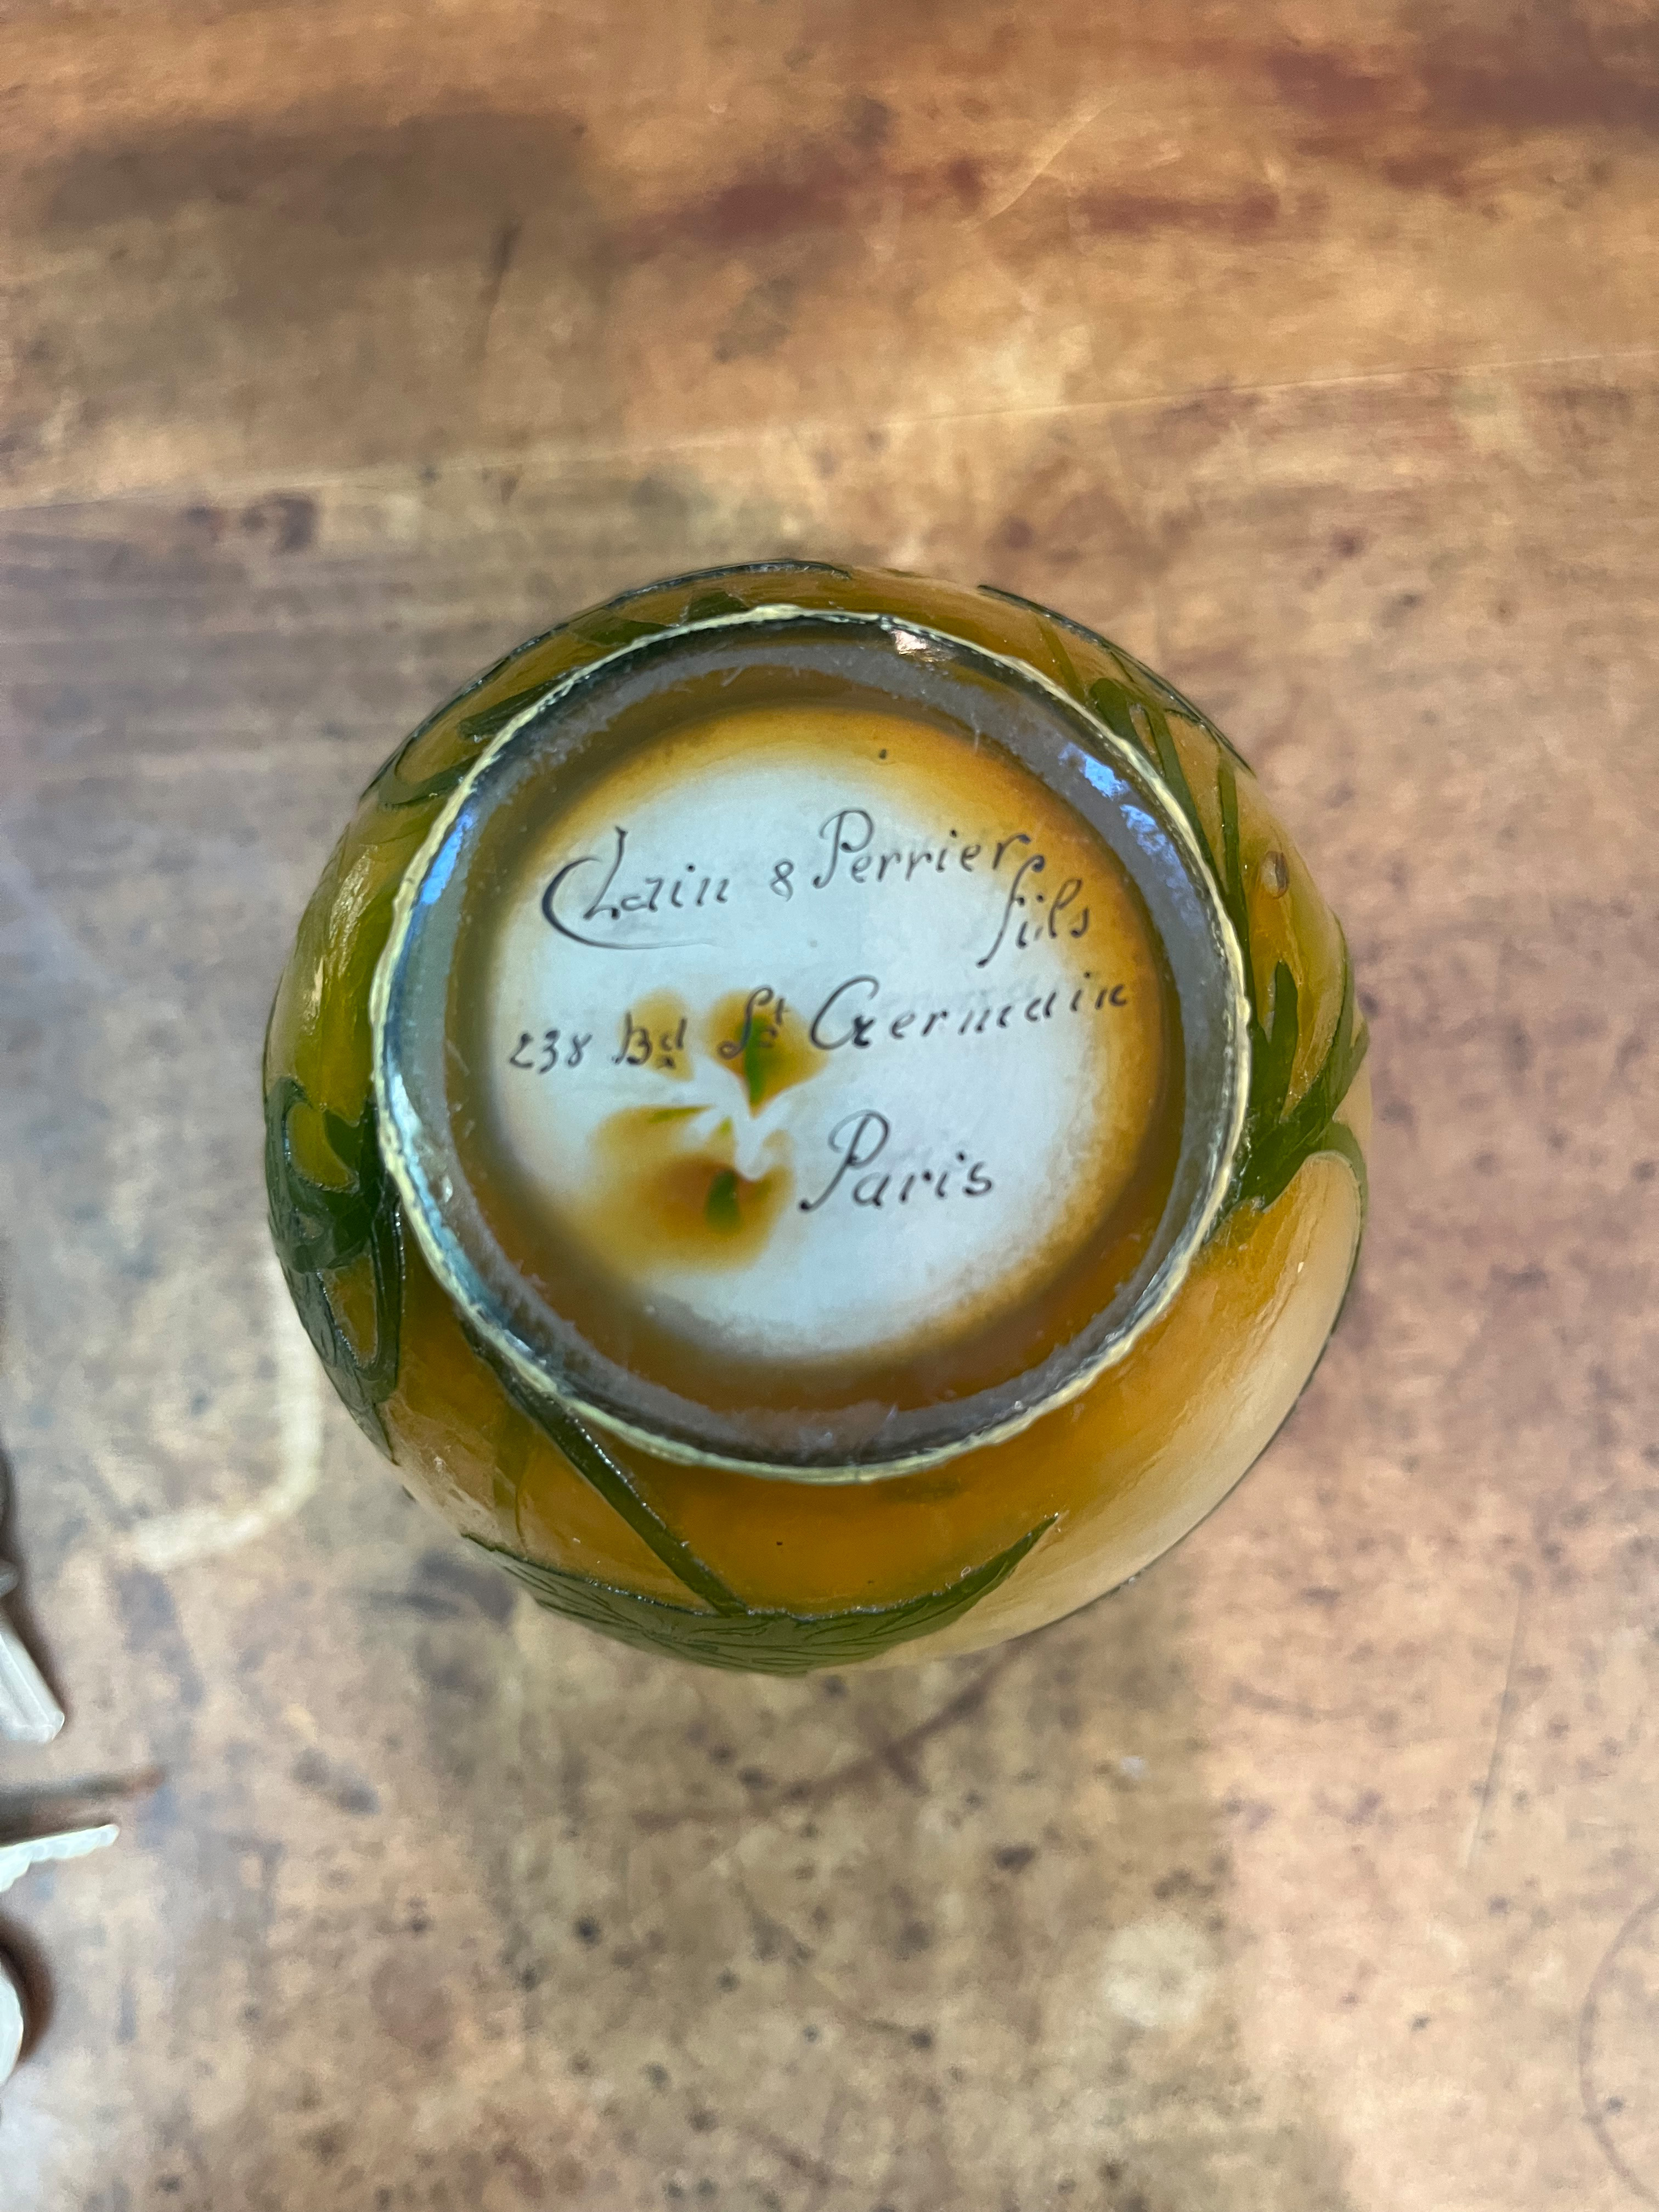 Chain & Perrier
fils
238 Bd St Germain
Paris